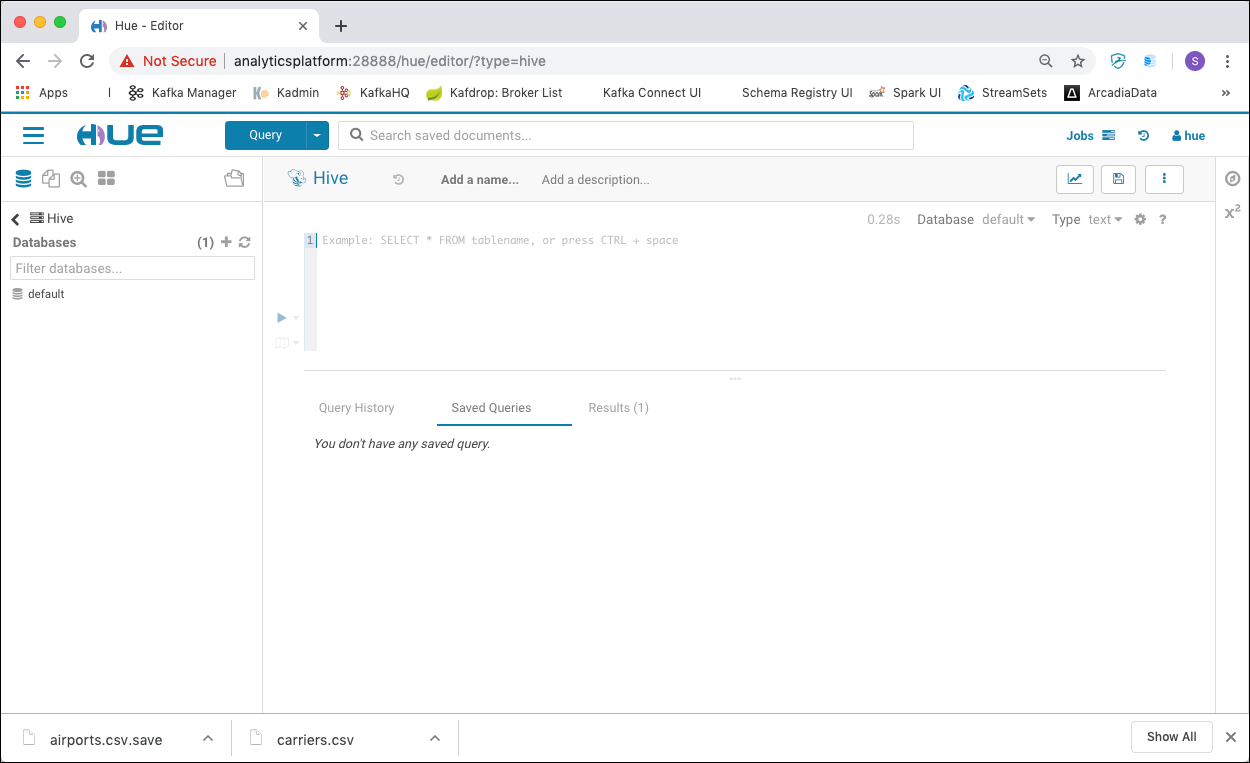 Hue - Editor
Not Secure | analyticsplatform:28888/hue/editor/?type=hive
S
Apps
Kafka Manager
Kadmin
KafkaHQ
Kafdrop: Broker List
Kafka Connect UI
Schema Registry UI
Spark UI
StreamSets
ArcadiaData
»
HUE
Query
Search saved documents...
Jobs
hue
Hive
Add a name...
Add a description...
Hive
0.28s Database default Type text ?
x²
Databases (1)
1 Example: SELECT * FROM tablename, or press CTRL + space
Filter databases...
default
Query History
Saved Queries
Results (1)
You don't have any saved query.
airports.csv.save
carriers.csv
Show All